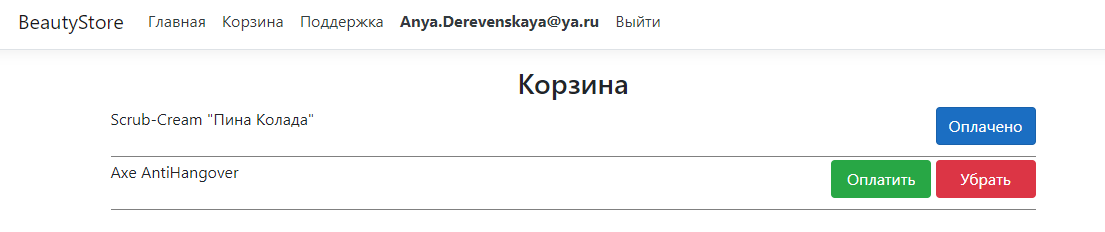 BeautyStore Главная Корзина Поддержка Anya.Derevenskaya@ya.ru Выйти
Корзина
Scrub-Cream "Пина Колада" Оплачено
Axe AntiHangover Оплатить Убрать